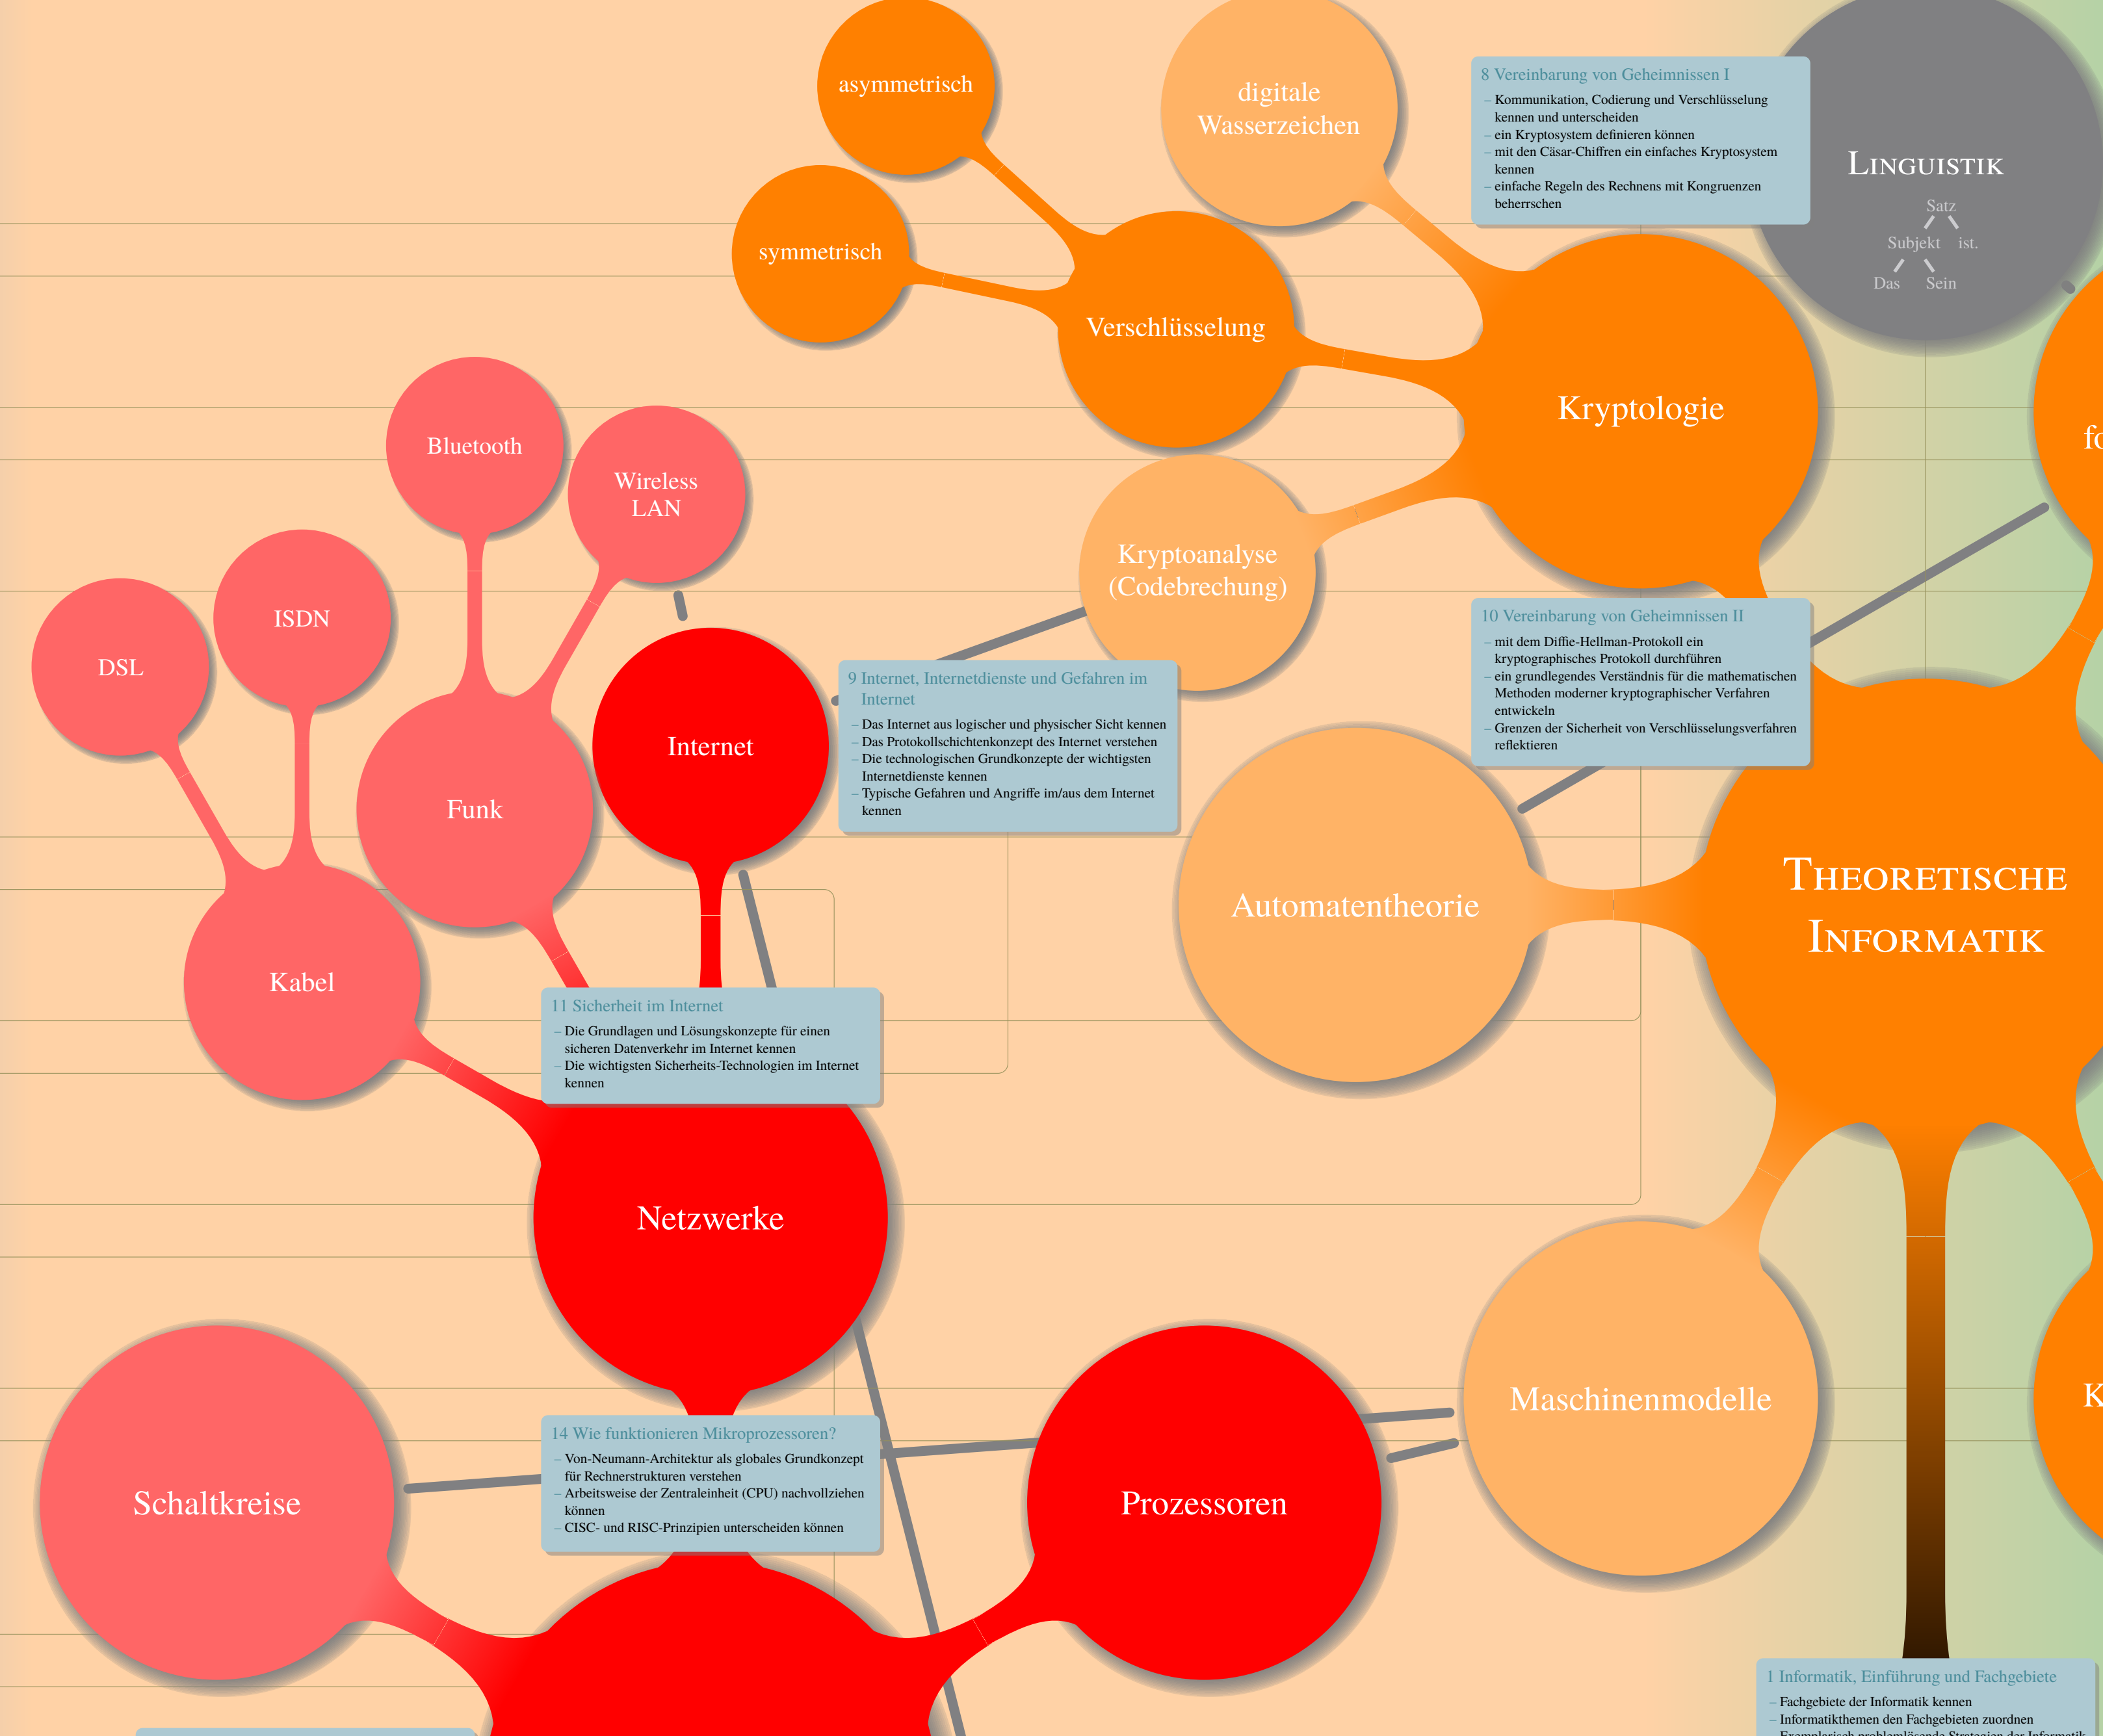 asymmetrisch
digitale
Wasserzeichen
8 Vereinbarung von Geheimnissen I
– Kommunikation, Codierung und Verschlüsselung
kennen und unterscheiden
– ein Kryptosystem definieren können
– mit den Cäsar-Chiffren ein einfaches Kryptosystem
kennen
– einfache Regeln des Rechnens mit Kongruenzen
beherrschen
LINGUISTIK
Satz
Subjekt ist.
Das Sein
symmetrisch
Verschlüsselung
Kryptologie
fo
Bluetooth
Wireless
LAN
Kryptoanalyse
(Codebrechung)
ISDN
DSL
10 Vereinbarung von Geheimnissen II
– mit dem Diffie-Hellman-Protokoll ein
kryptographisches Protokoll durchführen
– ein grundlegendes Verständnis für die mathematischen
Methoden moderner kryptographischer Verfahren
entwickeln
– Grenzen der Sicherheit von Verschlüsselungsverfahren
reflektieren
9 Internet, Internetdienste und Gefahren im
Internet
– Das Internet aus logischer und physischer Sicht kennen
– Das Protokollschichtenkonzept des Internet verstehen
– Die technologischen Grundkonzepte der wichtigsten
Internetdienste kennen
– Typische Gefahren und Angriffe im/aus dem Internet
kennen
Internet
Funk
Automatentheorie
THEORETISCHE
INFORMATIK
Kabel
11 Sicherheit im Internet
– Die Grundlagen und Lösungskonzepte für einen
sicheren Datenverkehr im Internet kennen
– Die wichtigsten Sicherheits-Technologien im Internet
kennen
Netzwerke
Maschinenmodelle
K
14 Wie funktionieren Mikroprozessoren?
– Von-Neumann-Architektur als globales Grundkonzept
für Rechnerstrukturen verstehen
– Arbeitsweise der Zentraleinheit (CPU) nachvollziehen
können
– CISC- und RISC-Prinzipien unterscheiden können
Schaltkreise
Prozessoren
1 Informatik, Einführung und Fachgebiete
– Fachgebiete der Informatik kennen
– Informatikthemen den Fachgebieten zuordnen
– Exemplarisch problemlösende Strategien der Informatik